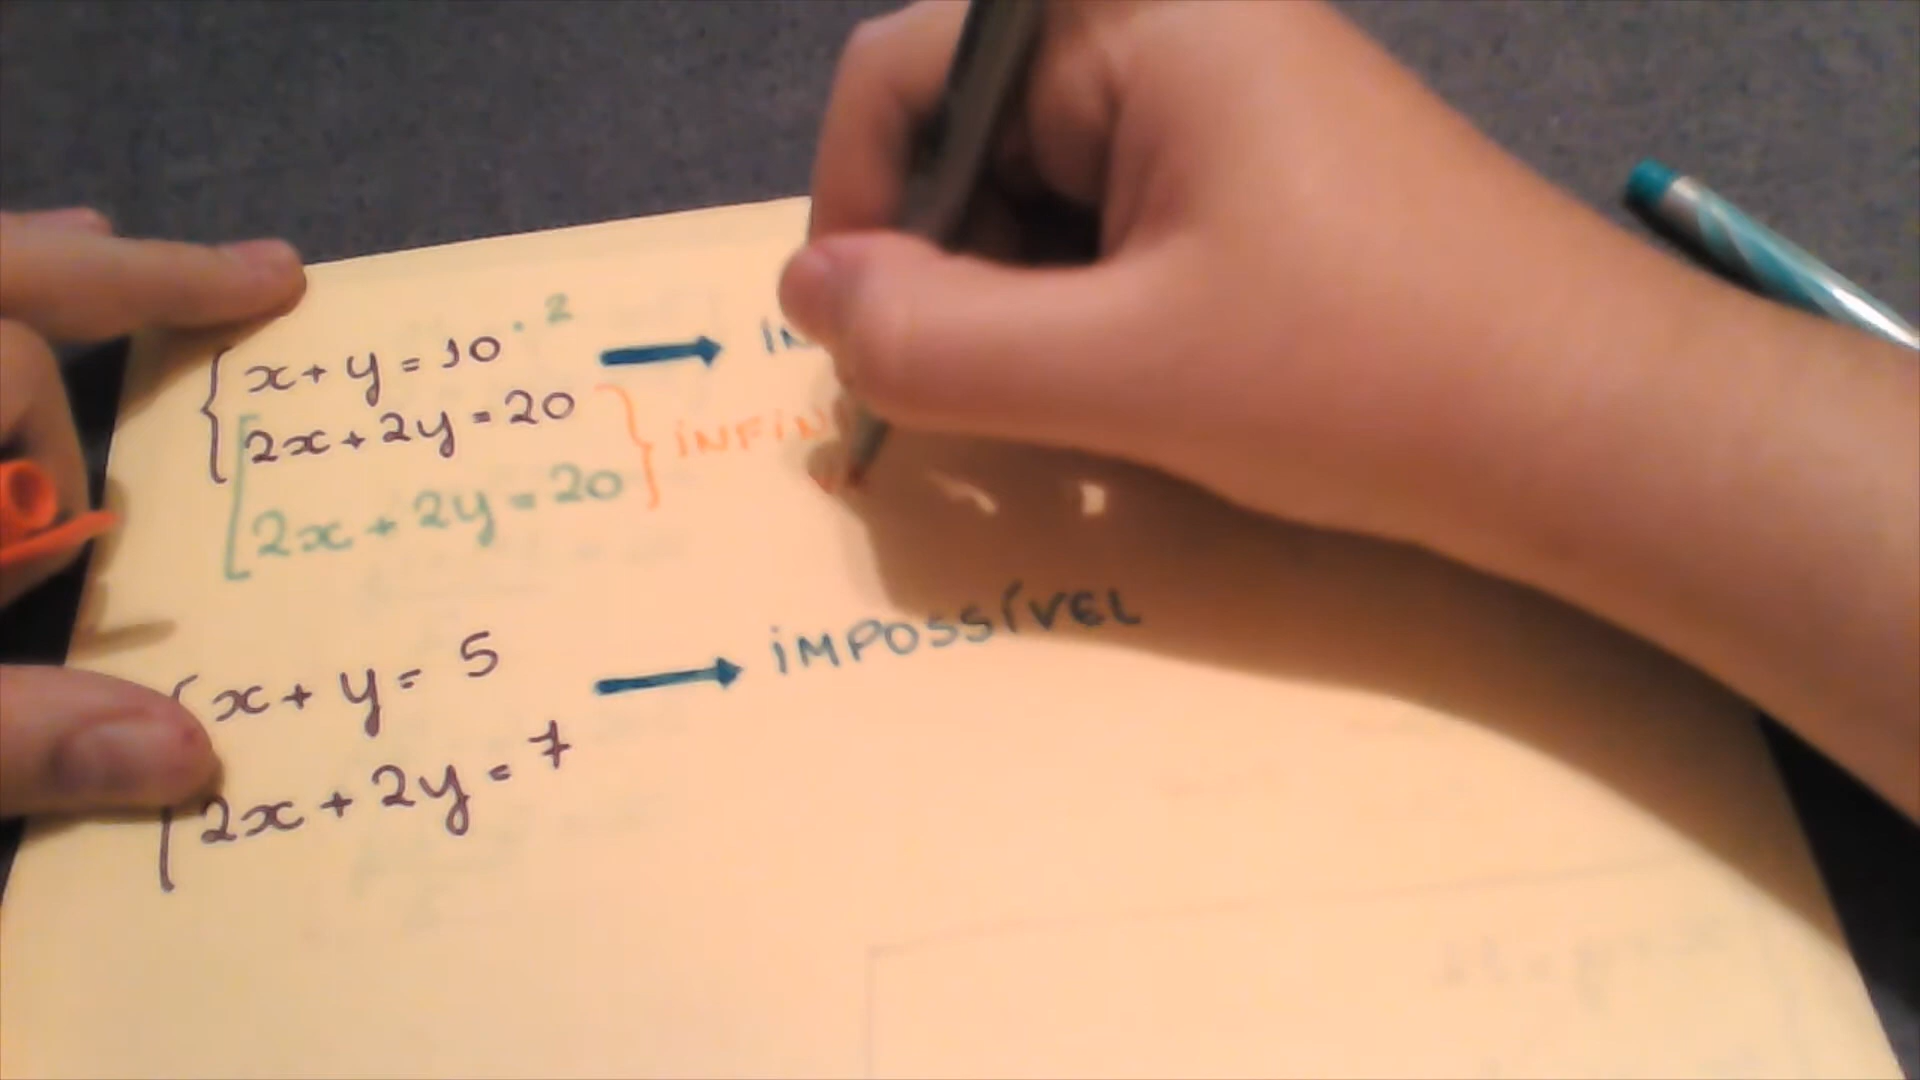 x + y = 10 · 2
2x + 2y = 20
2x + 2y = 20
x + y = 5
IMPOSSÍVEL
2x + 2y = 7